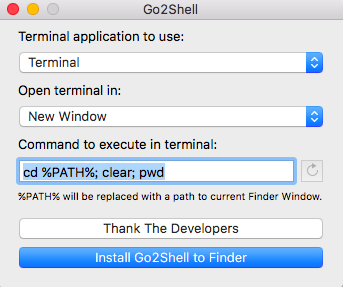 Go2Shell
Terminal application to use:
Terminal
Open terminal in:
New Window
Command to execute in terminal:
cd %PATH%; clear; pwd
%PATH% will be replaced with a path to current Finder Window.
Thank The Developers
Install Go2Shell to Finder